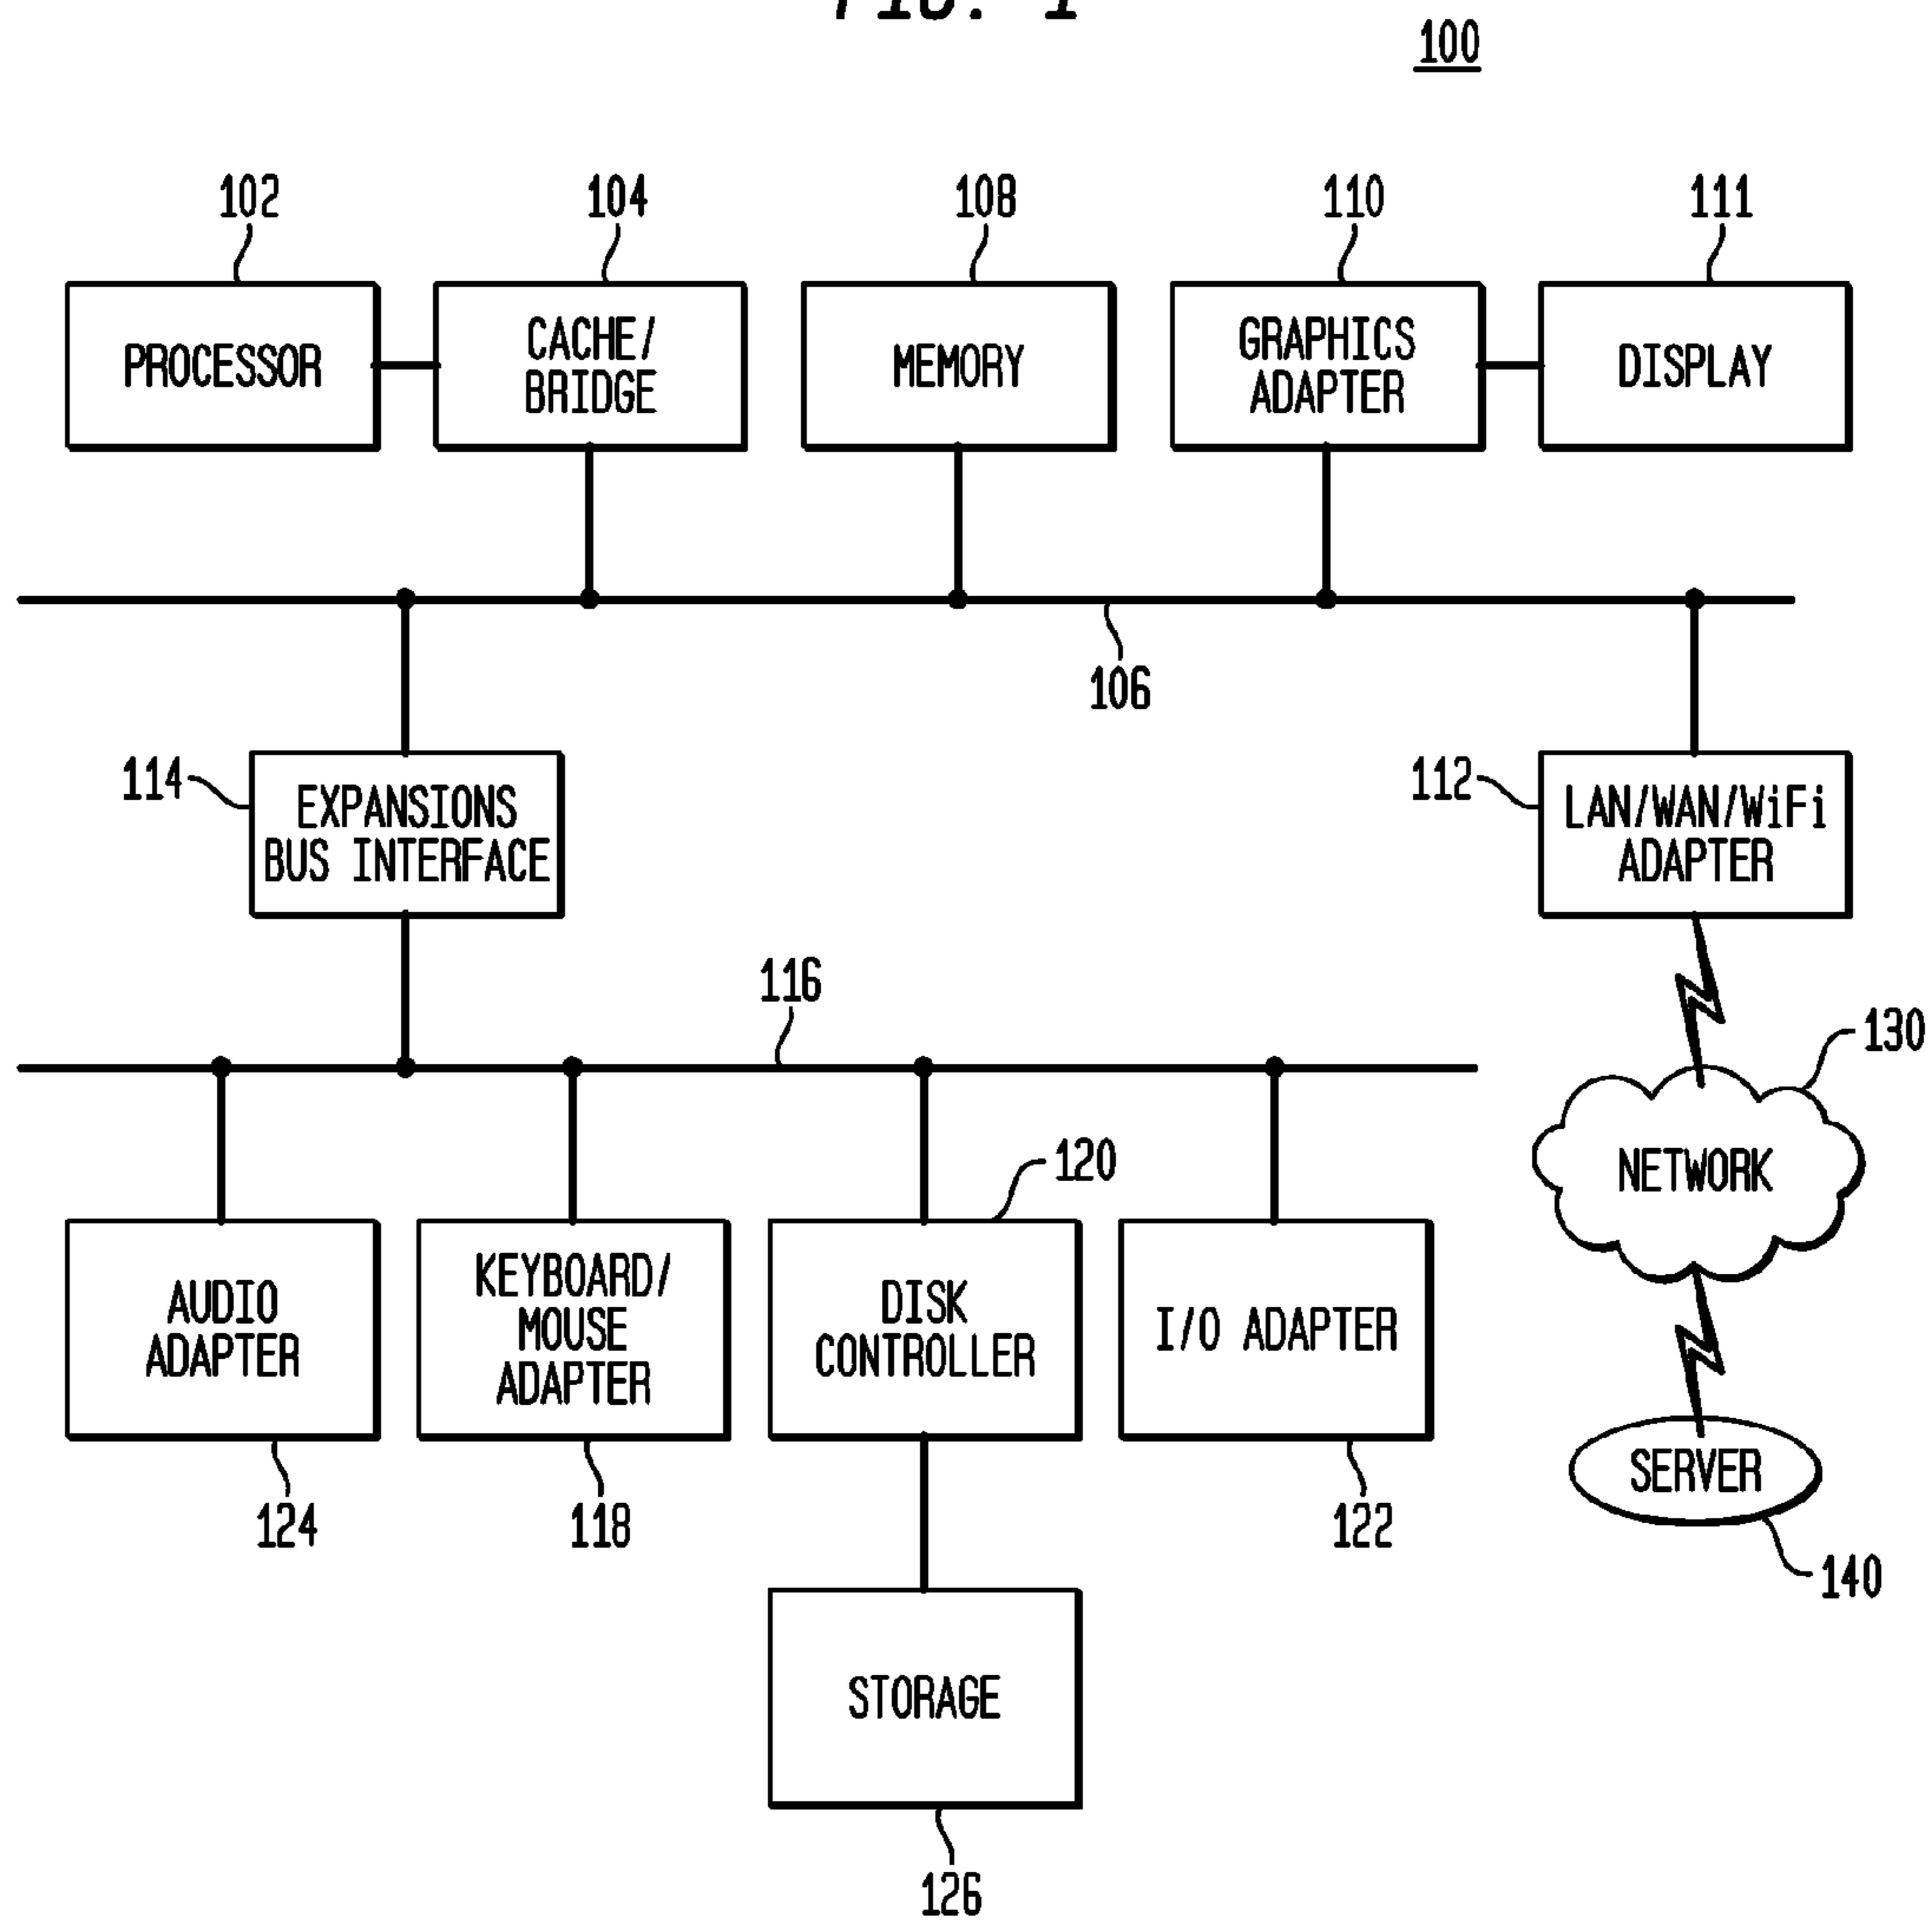 FIG. 1
100
102
104
108
110
111
PROCESSOR
CACHE/
BRIDGE
MEMORY
GRAPHICS
ADAPTER
DISPLAY
106
114
EXPANSIONS
BUS INTERFACE
112
LAN/WAN/WiFi
ADAPTER
116
130
NETWORK
120
AUDIO
ADAPTER
KEYBOARD/
MOUSE
ADAPTER
DISK
CONTROLLER
I/O ADAPTER
SERVER
124
118
122
140
STORAGE
126